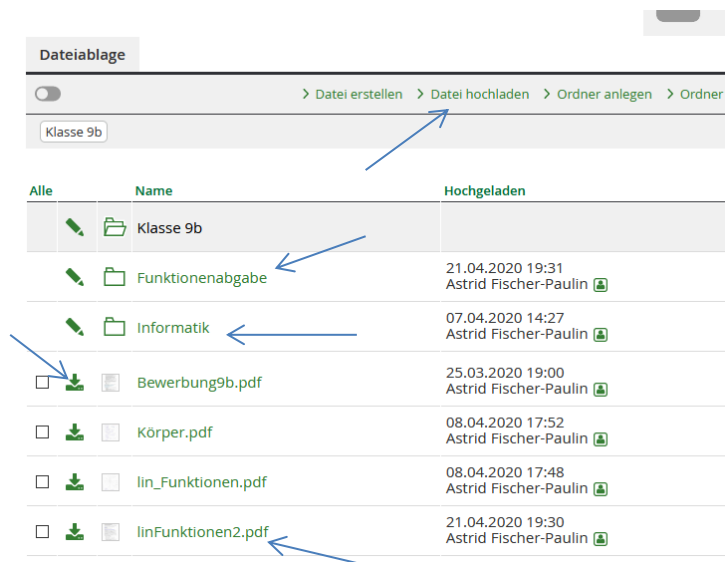 Dateiablage
> Datei erstellen > Datei hochladen > Ordner anlegen > Ordner
Klasse 9b
Alle Name Hochgeladen
Klasse 9b
Funktionenabgabe 21.04.2020 19:31
Astrid Fischer-Paulin
Informatik 07.04.2020 14:27
Astrid Fischer-Paulin
Bewerbung9b.pdf 25.03.2020 19:00
Astrid Fischer-Paulin
Körper.pdf 08.04.2020 17:52
Astrid Fischer-Paulin
lin_Funktionen.pdf 08.04.2020 17:48
Astrid Fischer-Paulin
linFunktionen2.pdf 21.04.2020 19:30
Astrid Fischer-Paulin